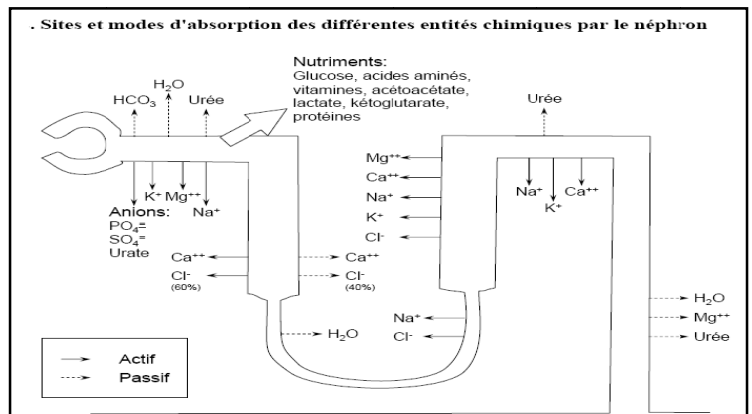 . Sites et modes d'absorption des différentes entités chimiques par le néphron
Nutriments:
Glucose, acides aminés,
vitamines, acétoacétate,
lactate, kétoglutarate,
protéines
H₂O
HCO₃
Urée
Urée
K⁺ Mg⁺⁺
Na⁺
Anions:
PO₄⁼
SO₄⁼
Urate
Ca⁺⁺
Cl⁻
(60%)
Ca⁺⁺
Cl⁻
(40%)
H₂O
Mg⁺⁺
Ca⁺⁺
Na⁺
K⁺
Cl⁻
Na⁺
Cl⁻
Na⁺
K⁺
Ca⁺⁺
H₂O
Mg⁺⁺
Urée
Actif
Passif